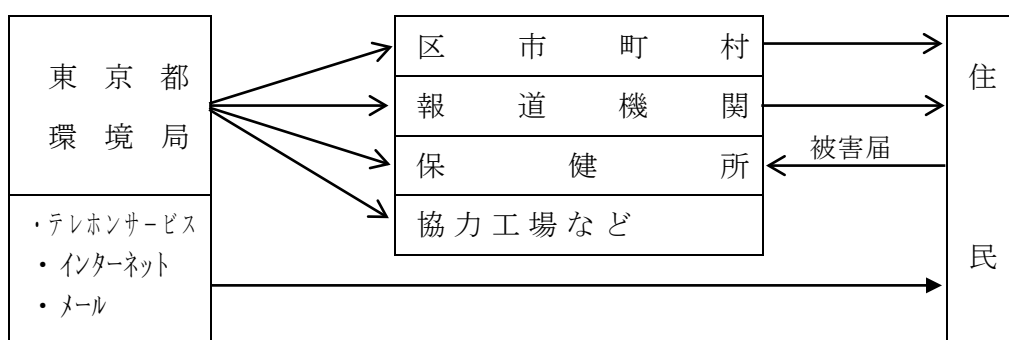 東京都
環境局
・テレホンサービス
・インターネット
・メール
区市町村
報道機関
保健所
協力工場など
被害届
住民